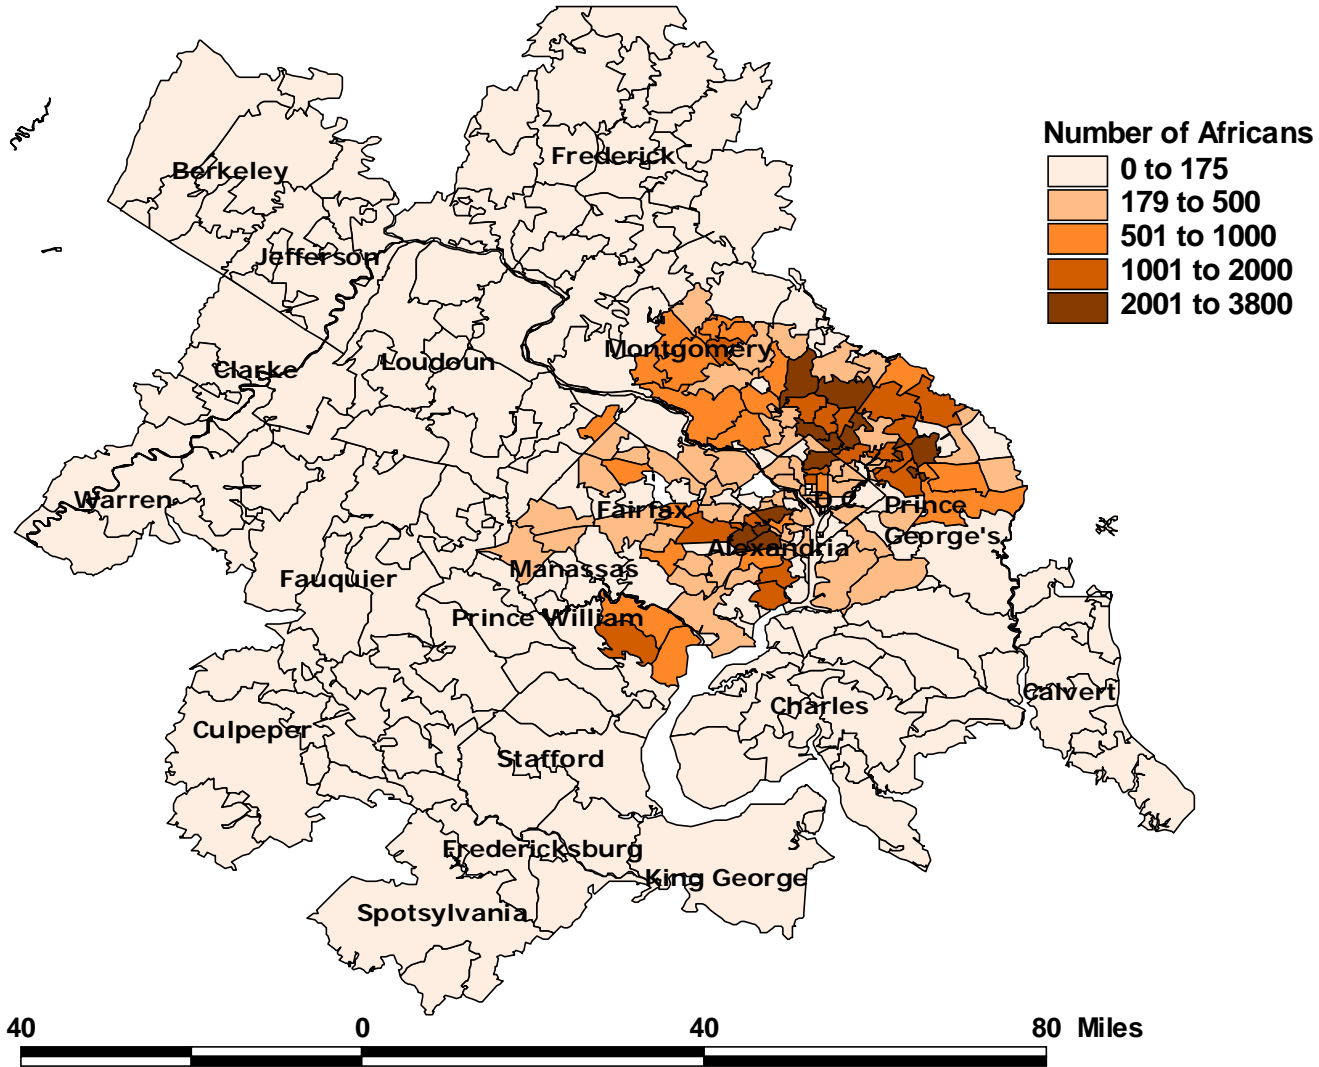 Number of Africans
0 to 175
179 to 500
501 to 1000
1001 to 2000
2001 to 3800
Frederick
Berkeley
Jefferson
Montgomery
Loudoun
Clarke
Warren
Fairfax
D.C.
Prince
George's
Alexandria
Manassas
Fauquier
Prince William
Calvert
Charles
Culpeper
Stafford
Fredericksburg
King George
Spotsylvania
40 0 40 80 Miles